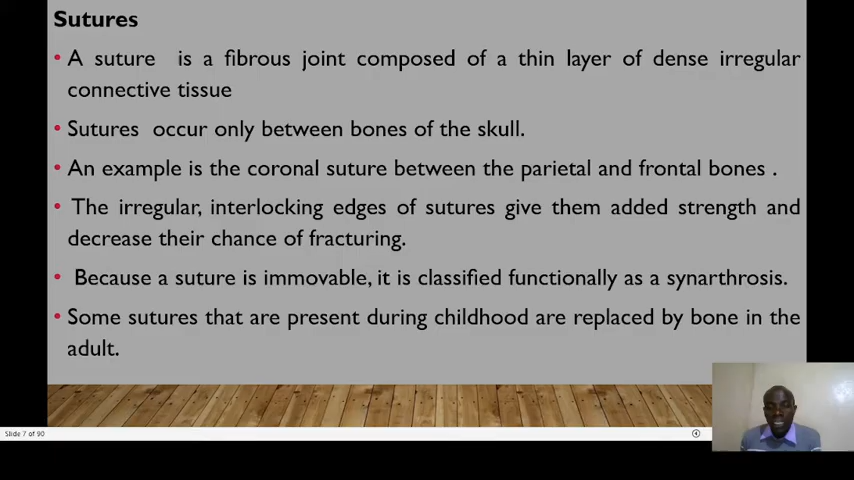 Sutures
• A suture is a fibrous joint composed of a thin layer of dense irregular
connective tissue
• Sutures occur only between bones of the skull.
• An example is the coronal suture between the parietal and frontal bones .
• The irregular, interlocking edges of sutures give them added strength and
decrease their chance of fracturing.
• Because a suture is immovable, it is classified functionally as a synarthrosis.
• Some sutures that are present during childhood are replaced by bone in the
adult.
Slide 7 of 90